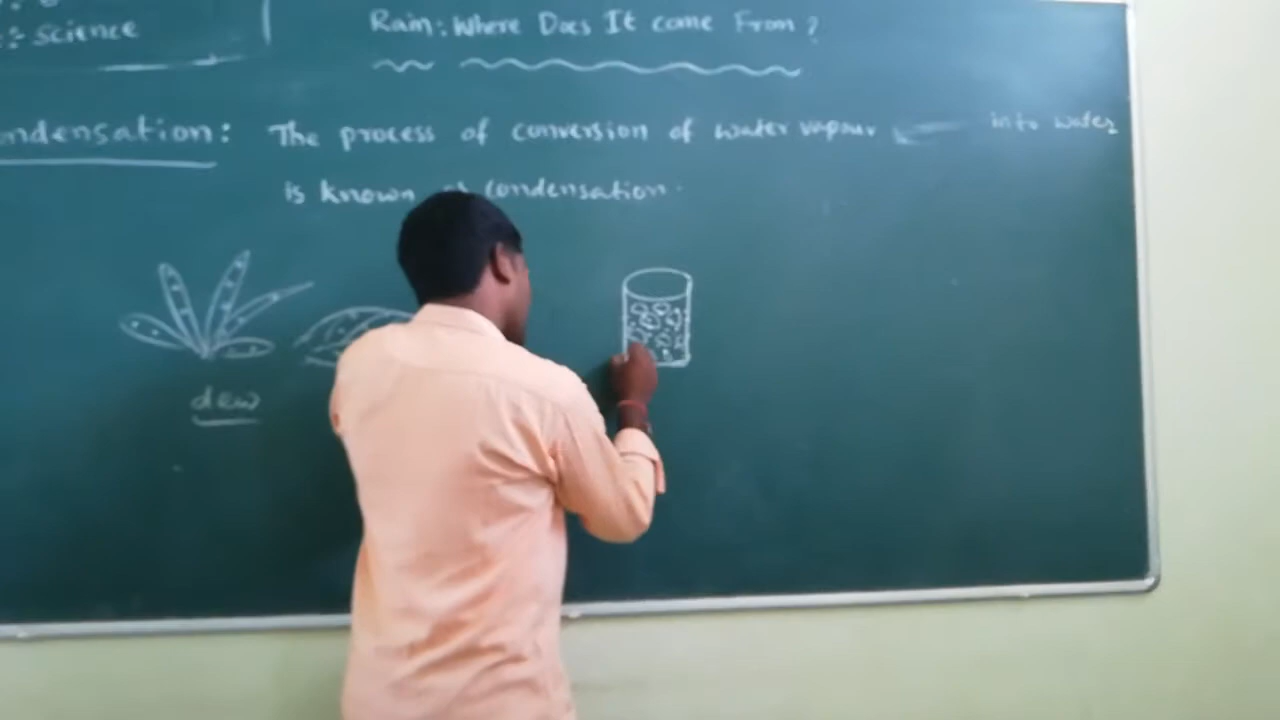 science
Rain: Where Does It come From?
ondensation: The process of conversion of water vapour into water
is known condensation.
dew